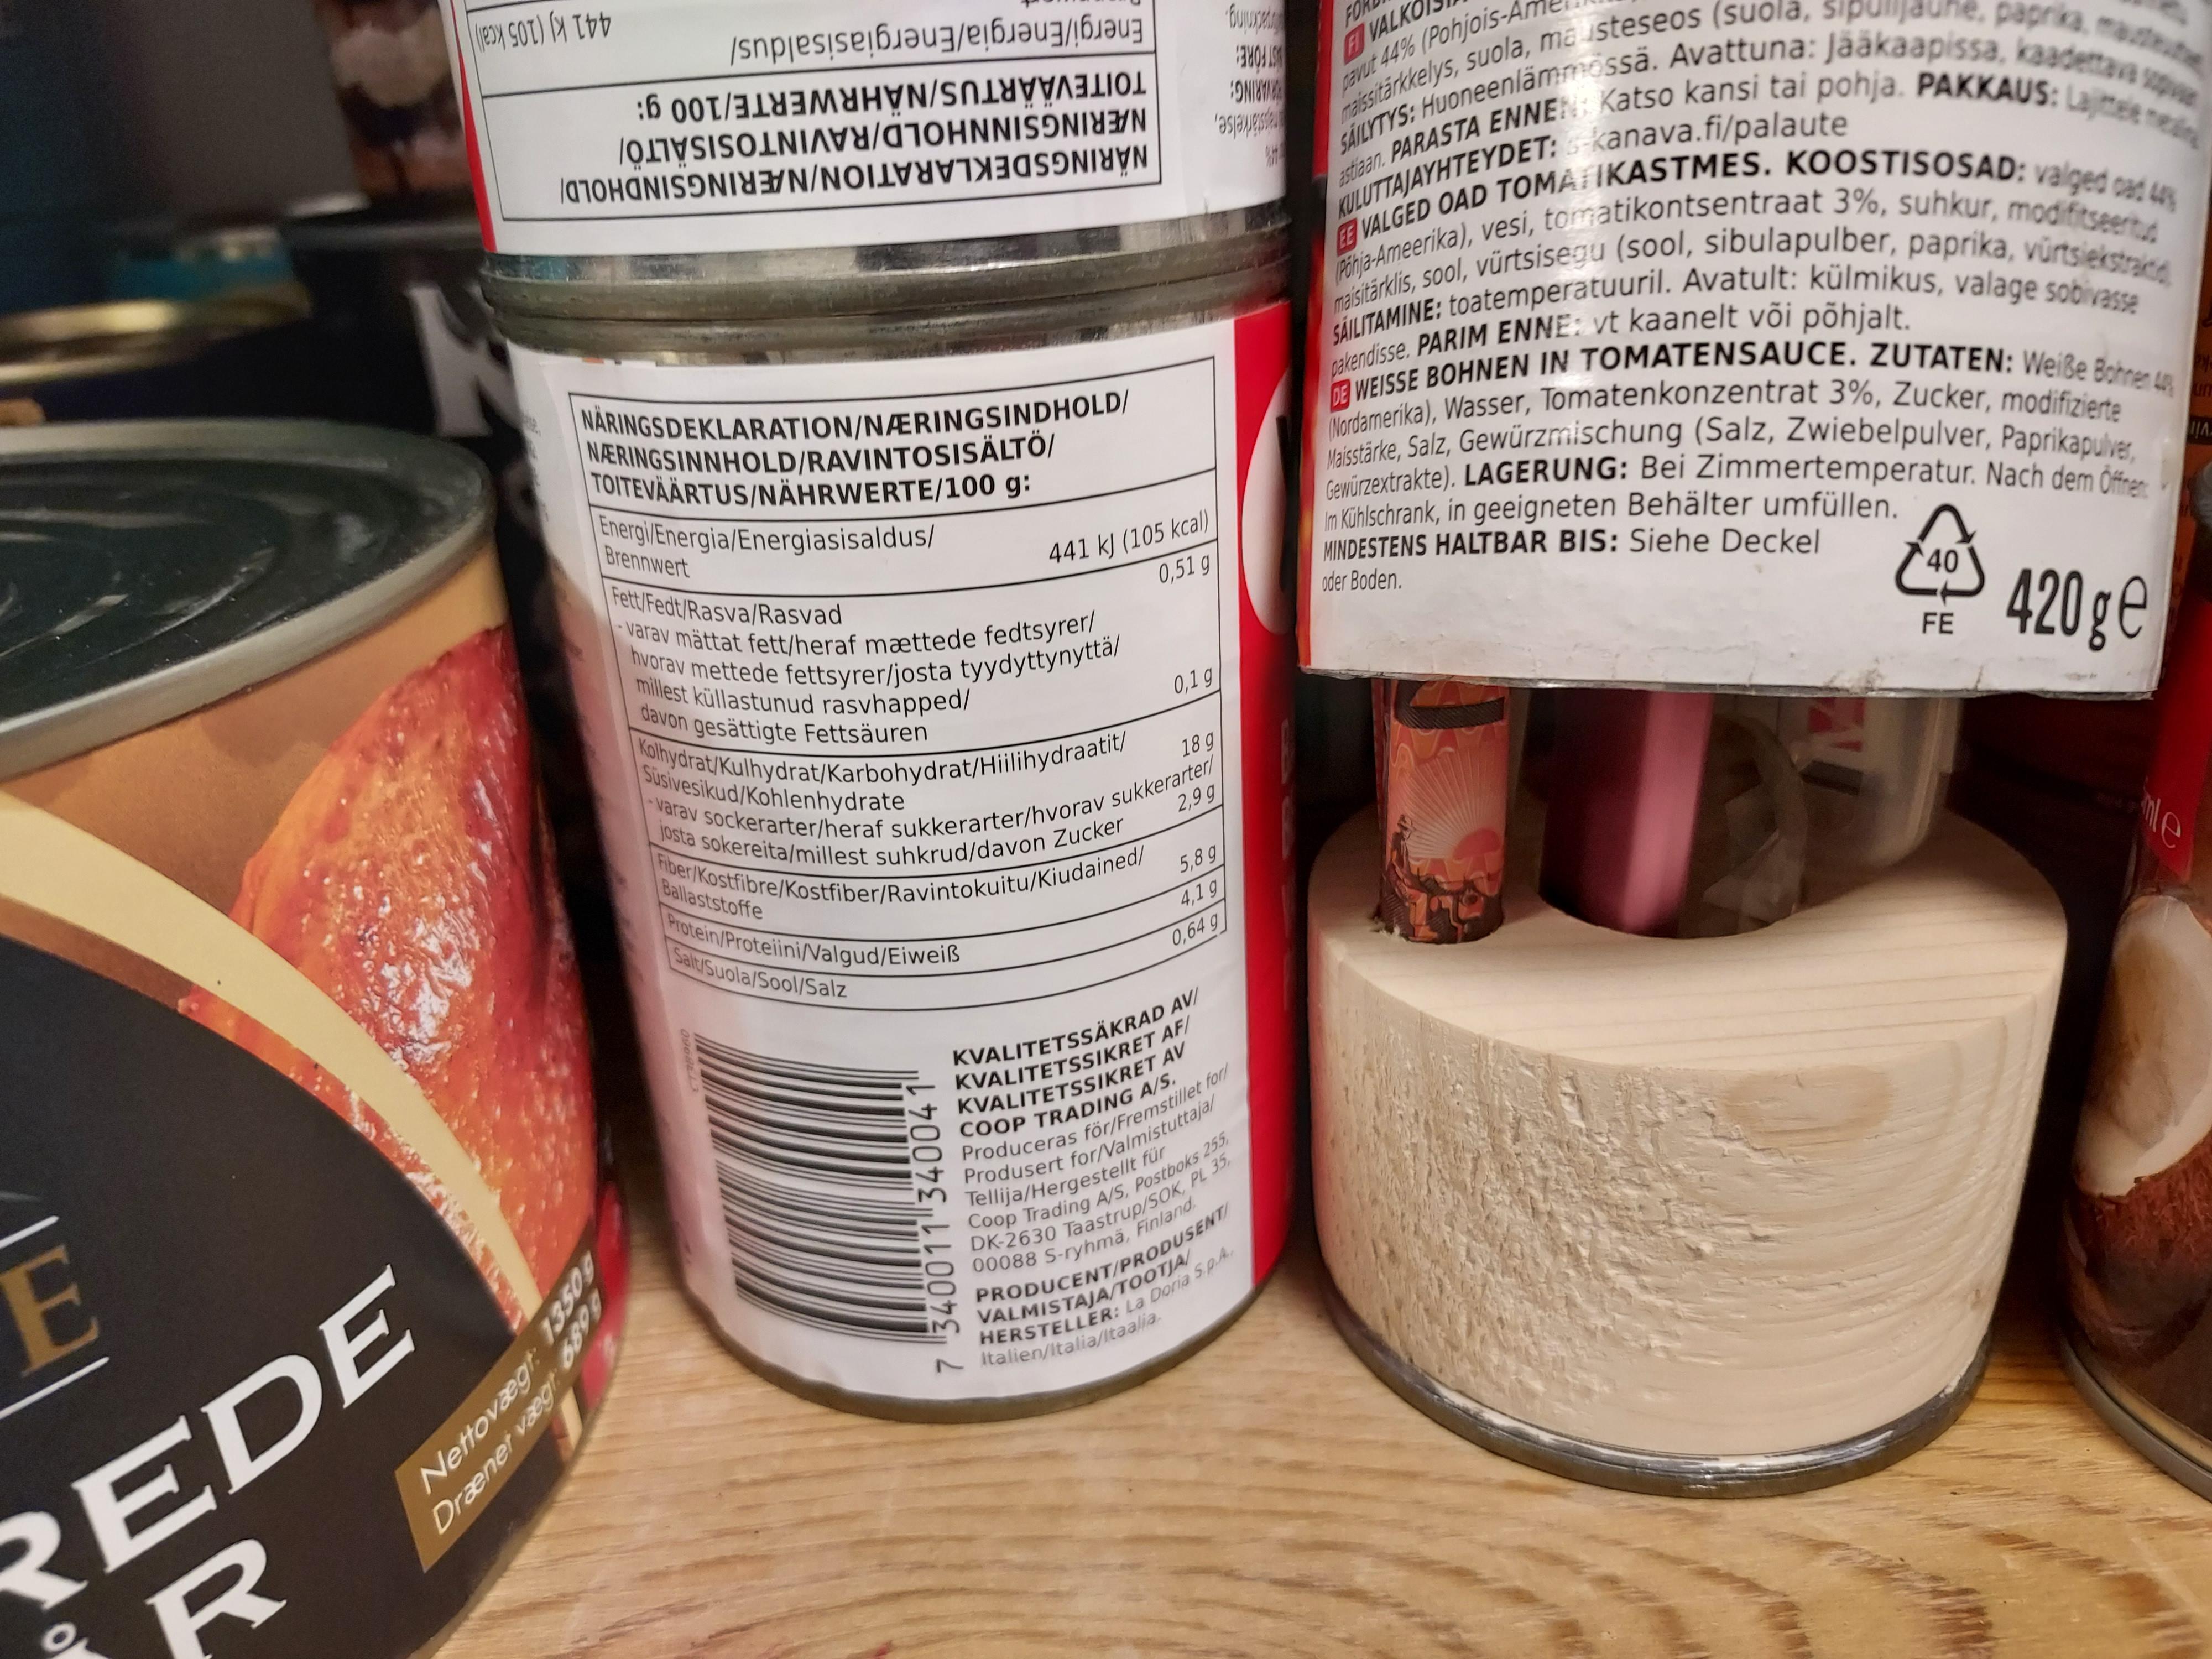 441 kJ (105 kcal)
Energi/Energia/Energiasisaldus/
TOITEVÄÄRTUS/NÄHRWERTE/100 g:
NÆRINGSINNHOLD/RAVINTOSISÄLTÖ/
NÄRINGSDEKLARATION/NÆRINGSINDHOLD/
NÄRINGSDEKLARATION/NÆRINGSINDHOLD/
NÆRINGSINNHOLD/RAVINTOSISÄLTÖ/
TOITEVÄÄRTUS/NÄHRWERTE/100 g:
Energi/Energia/Energiasisaldus/
Brennwert 441 kJ (105 kcal)
Fett/Fedt/Rasva/Rasvad 0,51 g
- varav mättat fett/heraf mættede fedtsyrer/
hvorav mettede fettsyrer/josta tyydyttynyttä/
millest küllastunud rasvhapped/
davon gesättigte Fettsäuren 0,1 g
Kolhydrat/Kulhydrat/Karbohydrat/Hiilihydraatit/
Süsivesikud/Kohlenhydrate 18 g
- varav sockerarter/heraf sukkerarter/hvorav sukkerarter/
josta sokereita/millest suhkrud/davon Zucker 2,9 g
Fiber/Kostfibre/Kostfiber/Ravintokuitu/Kiudained/
Ballaststoffe 5,8 g
Protein/Proteiini/Valgud/Eiweiß 4,1 g
Salt/Suola/Sool/Salz 0,64 g
KVALITETSSÄKRAD AV/
KVALITETSSIKRET AF/
KVALITETSSIKRET AV
COOP TRADING A/S.
Produceras för/Fremstillet for/
Produsert for/Valmistuttaja/
Tellija/Hergestellt für
Coop Trading A/S, Postboks 255,
DK-2630 Taastrup/SOK, PL 35,
00088 S-ryhmä, Finland.
PRODUCENT/PRODUSENT/
VALMISTAJA/TOOTJA/
HERSTELLER: La Doria S.p.A.,
Italien/Italia/Itaalia.
7 340011 340041
FI
pavut 44% (Pohjois-
maissitärkkelys, suola, mausteseos (suola, sipulijauhe, paprika,
SÄILYTYS: Huoneenlämmössä. Avattuna: Jääkaapissa, kaadettava sopivaan
astiaan. PARASTA ENNEN: Katso kansi tai pohja. PAKKAUS: Lajittele
KULUTTAJAYHTEYDET: s-kanava.fi/palaute
EE VALGED OAD TOMATIKASTMES. KOOSTISOSAD: valged oad 44%
(Põhja-Ameerika), vesi, tomatikontsentraat 3%, suhkur, modifitseeritud
maisitärklis, sool, vürtsisegu (sool, sibulapulber, paprika, vürtsiekstraktid).
SÄILITAMINE: toatemperatuuril. Avatult: külmikus, valage sobivasse
pakendisse. PARIM ENNE: vt kaanelt või põhjalt.
DE WEISSE BOHNEN IN TOMATENSAUCE. ZUTATEN: Weiße Bohnen 44%
(Nordamerika), Wasser, Tomatenkonzentrat 3%, Zucker, modifizierte
Maisstärke, Salz, Gewürzmischung (Salz, Zwiebelpulver, Paprikapulver,
Gewürzextrakte). LAGERUNG: Bei Zimmertemperatur. Nach dem Öffnen:
Im Kühlschrank, in geeigneten Behälter umfüllen.
MINDESTENS HALTBAR BIS: Siehe Deckel
oder Boden.
40
FE
420 g e
E
REDE
ÅR
Nettovægt: 1350 g
Drænet vægt: 689 g
ml e